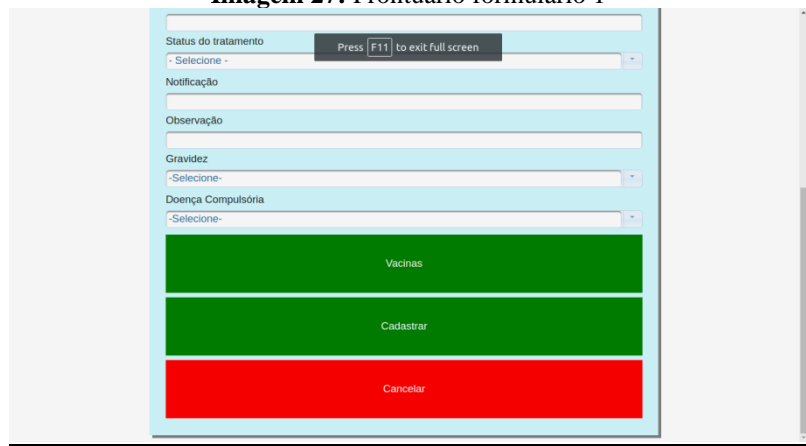 Imagem 27. Prontuário formulário 1
Status do tratamento
Press F11 to exit full screen
- Selecione -
Notificação
Observação
Gravidez
-Selecione-
Doença Compulsória
-Selecione-
Vacinas
Cadastrar
Cancelar